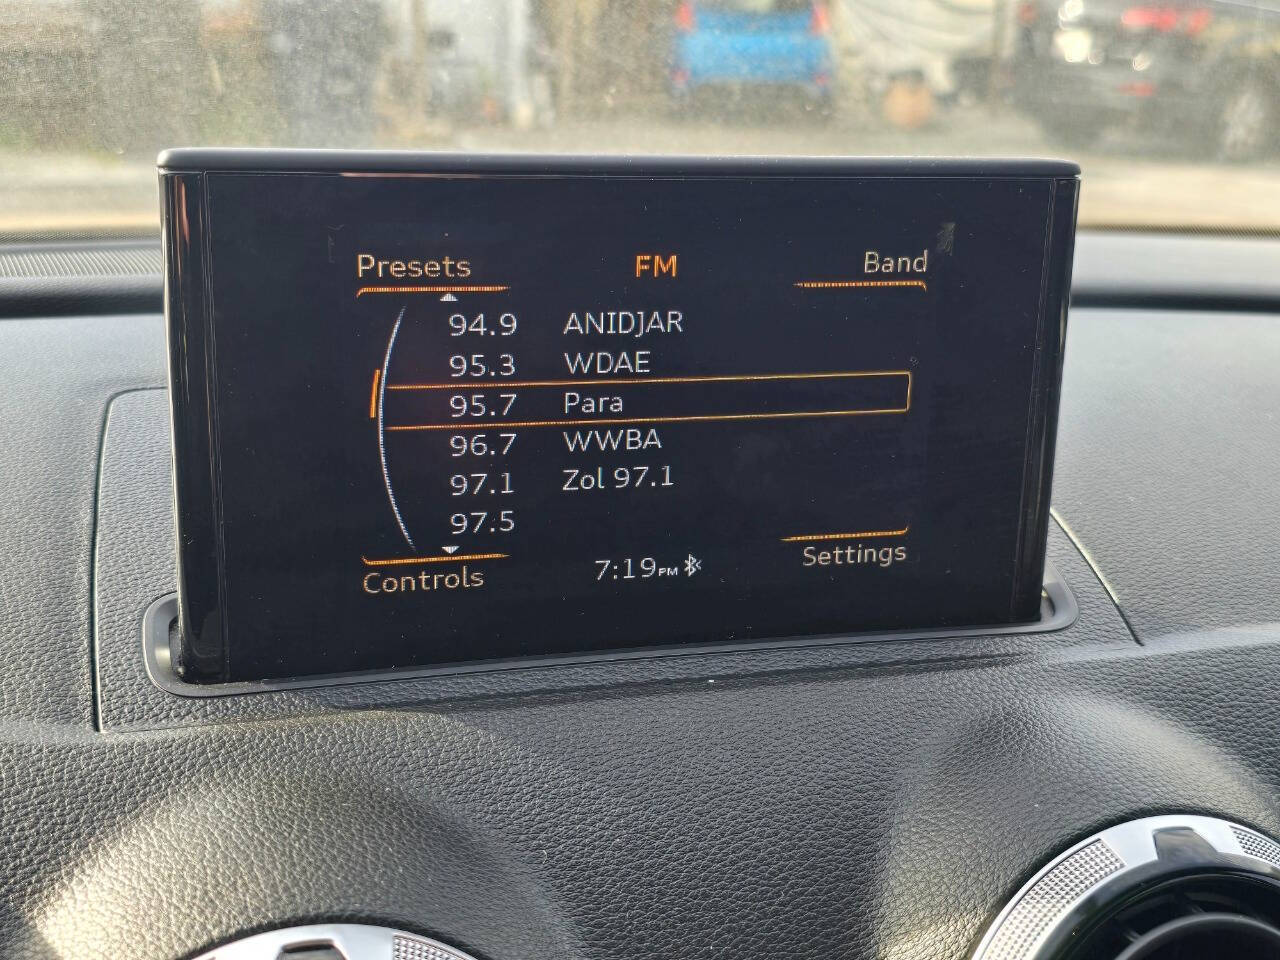 Presets FM Band
94.9 ANIDJAR
95.3 WDAE
95.7 Para
96.7 WWBA
97.1 Zol 97.1
97.5
Controls 7:19PM Settings